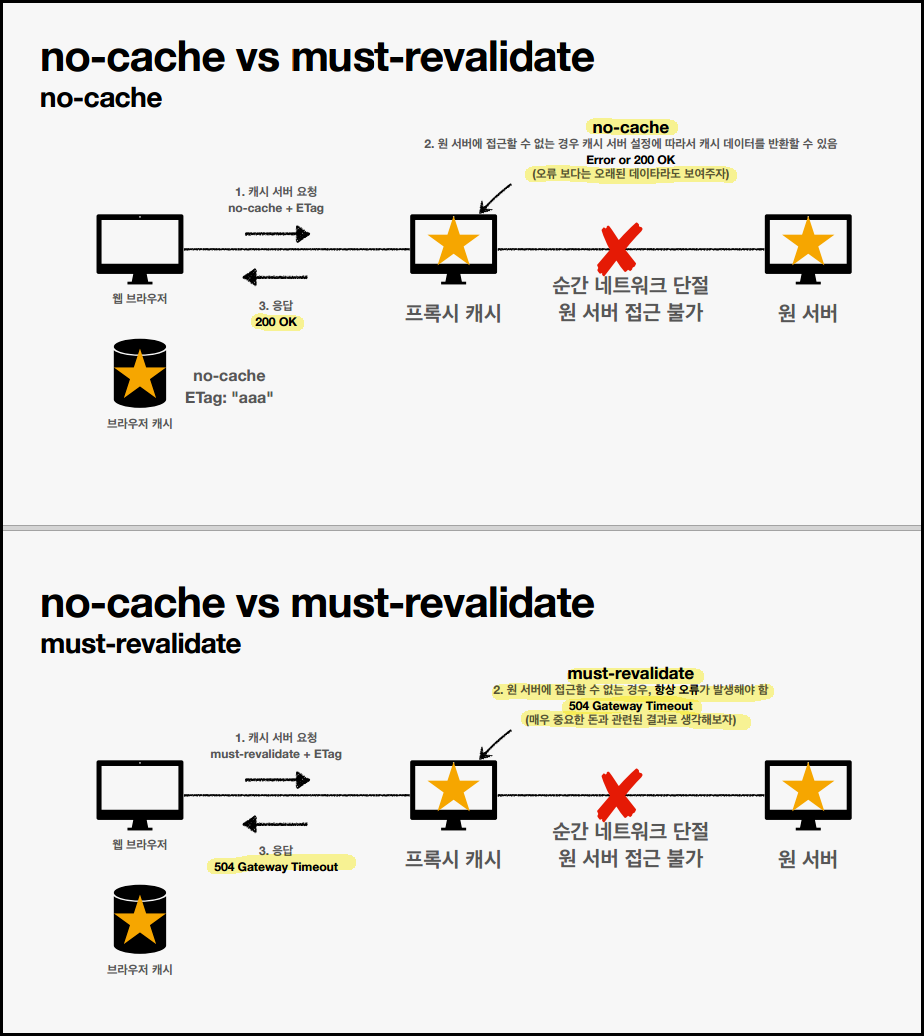 no-cache vs must-revalidate
no-cache
no-cache
2. 원 서버에 접근할 수 없는 경우 캐시 서버 설정에 따라서 캐시 데이터를 반환할 수 있음
Error or 200 OK
(오류 보다는 오래된 데이타라도 보여주자)
1. 캐시 서버 요청
no-cache + ETag
웹 브라우저
3. 응답
200 OK
프록시 캐시
순간 네트워크 단절
원 서버 접근 불가
원 서버
no-cache
ETag: "aaa"
브라우저 캐시
no-cache vs must-revalidate
must-revalidate
must-revalidate
2. 원 서버에 접근할 수 없는 경우, 항상 오류가 발생해야 함
504 Gateway Timeout
(매우 중요한 돈과 관련된 결과로 생각해보자)
1. 캐시 서버 요청
must-revalidate + ETag
웹 브라우저
3. 응답
504 Gateway Timeout
프록시 캐시
순간 네트워크 단절
원 서버 접근 불가
원 서버
브라우저 캐시